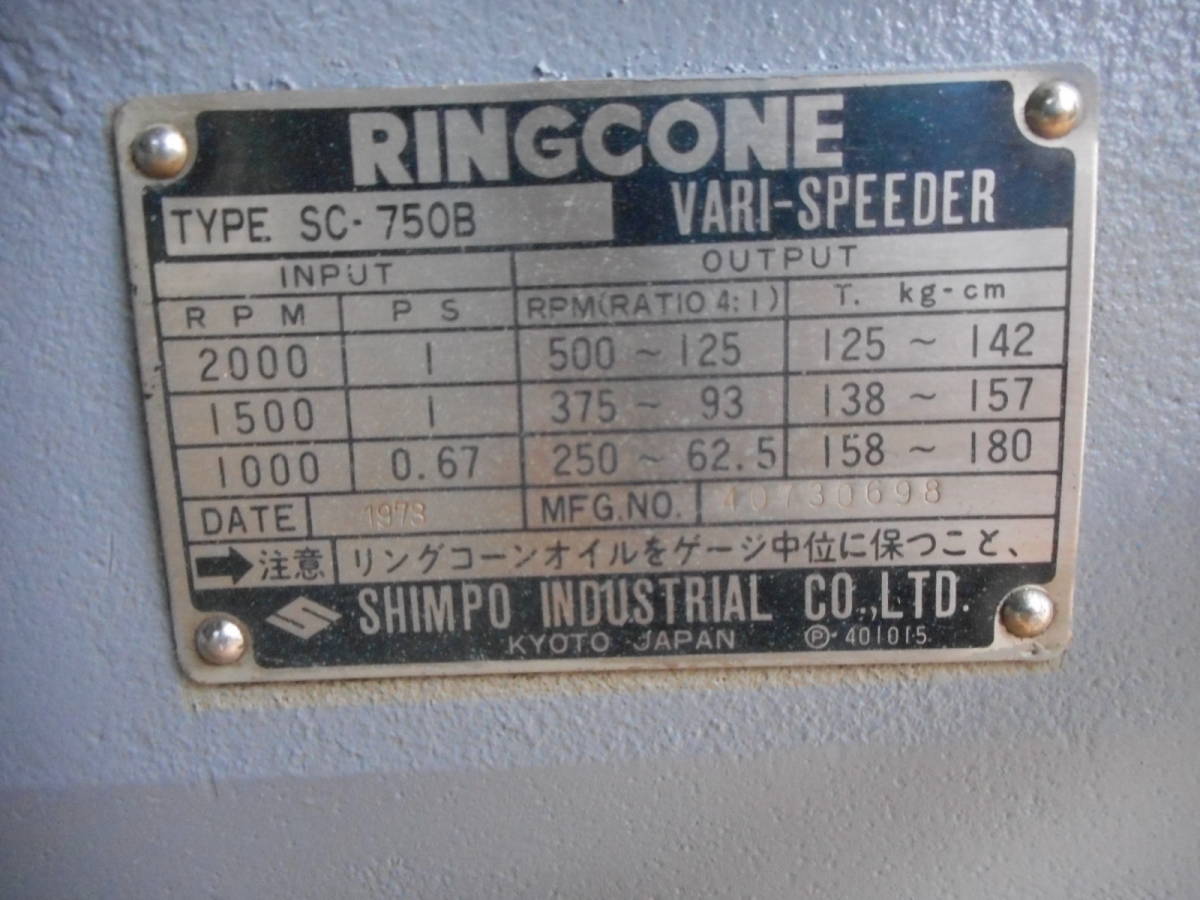 RINGCONE
VARI-SPEEDER
TYPE. SC-750B
INPUT OUTPUT
RPM PS RPM(RATIO 4:1) T. kg-cm
2000 1 500 ~ 125 125 ~ 142
1500 1 375 ~ 93 138 ~ 157
1000 0.67 250 ~ 62.5 158 ~ 180
DATE 1973 MFG.NO. 40730698
➡注意 リングコーンオイルをゲージ中位に保つこと、
SHIMPO INDUSTRIAL CO.,LTD.
KYOTO JAPAN Ⓟ 401015